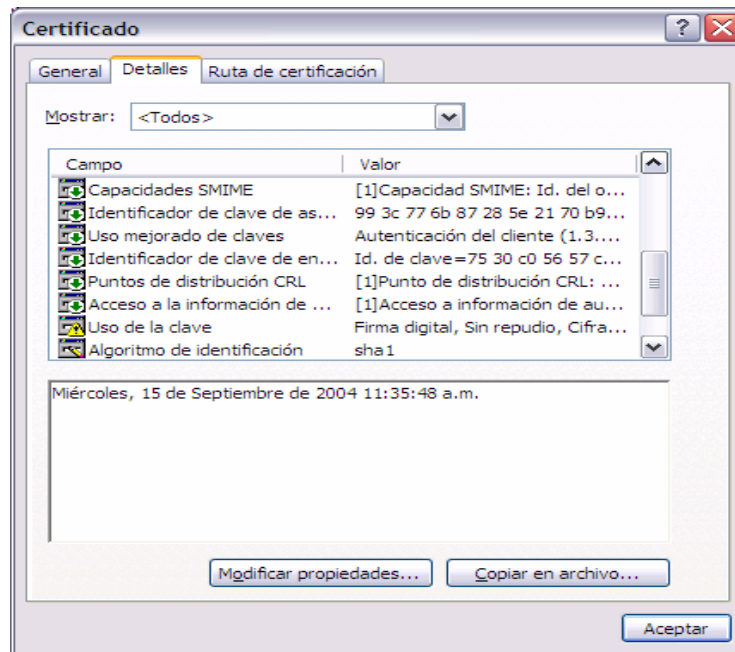 Certificado
General Detalles Ruta de certificación
Mostrar: <Todos>
Campo Valor
Capacidades SMIME [1]Capacidad SMIME: Id. del o...
Identificador de clave de as... 99 3c 77 6b 87 28 5e 21 70 b9...
Uso mejorado de claves Autenticación del cliente (1.3....
Identificador de clave de en... Id. de clave=75 30 c0 56 57 c...
Puntos de distribución CRL [1]Punto de distribución CRL: ...
Acceso a la información de ... [1]Acceso a información de au...
Uso de la clave Firma digital, Sin repudio, Cifra...
Algoritmo de identificación sha1
Miércoles, 15 de Septiembre de 2004 11:35:48 a.m.
Modificar propiedades... Copiar en archivo...
Aceptar